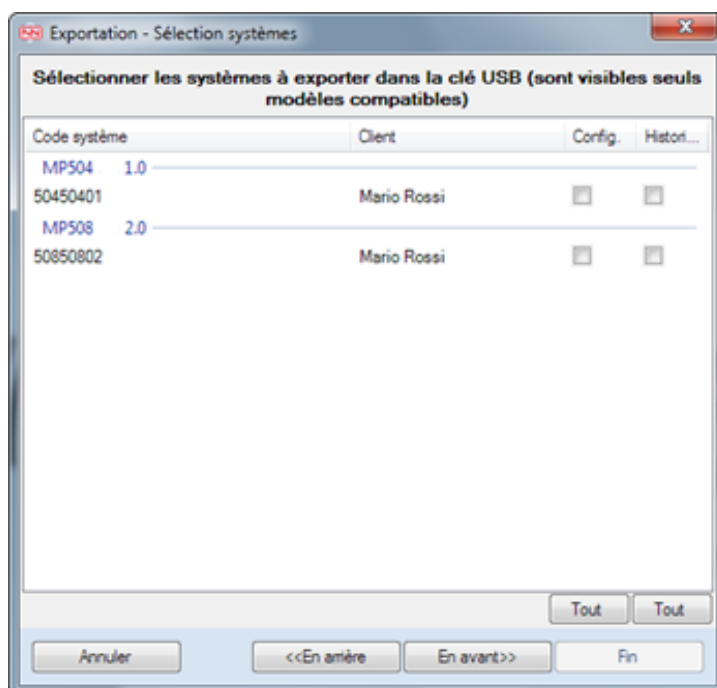 Exportation - Sélection systèmes
Sélectionner les systèmes à exporter dans la clé USB (sont visibles seuls
modèles compatibles)
Code système Client Config. Histori...
MP504 1.0
50450401 Mario Rossi
MP508 2.0
50850802 Mario Rossi
Tout Tout
Annuler <<En arrière En avant>> Fin